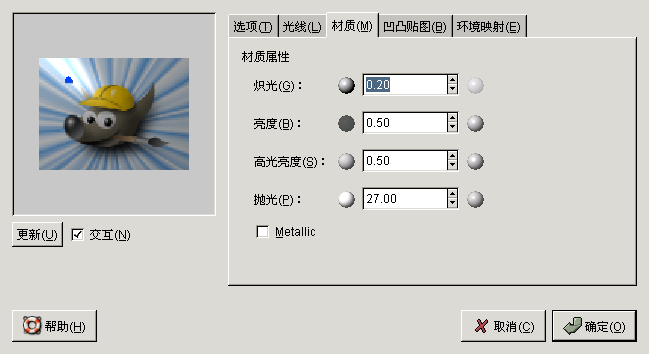 选项(T) 光线(L) 材质(M) 凹凸贴图(B) 环境映射(E)
材质属性
炽光(G)： 0.20
亮度(B)： 0.50
高光亮度(S)： 0.50
抛光(P)： 27.00
Metallic
更新(U) 交互(N)
帮助(H) 取消(C) 确定(O)